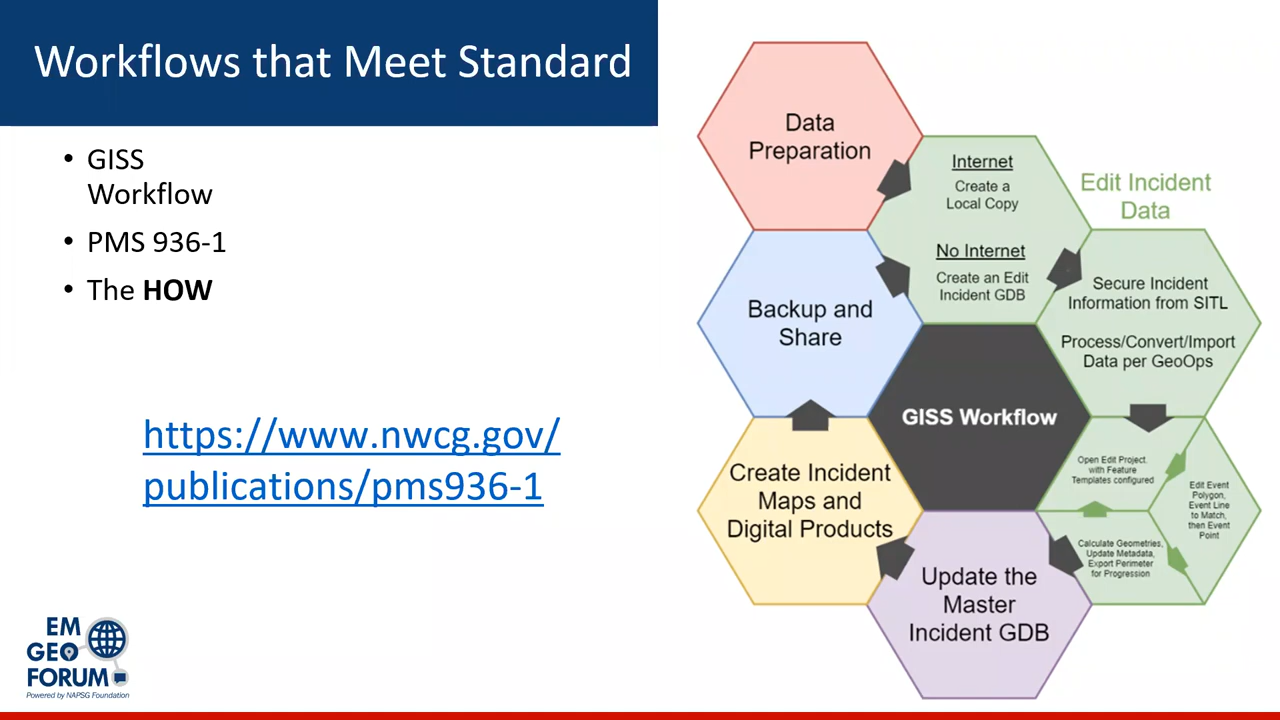 Workflows that Meet Standard
• GISS
Workflow
• PMS 936-1
• The HOW
https://www.nwcg.gov/
publications/pms936-1
Data
Preparation
Internet
Create a
Local Copy
No Internet
Create an Edit
Incident GDB
Edit Incident
Data
Secure Incident
Information from SITL
Process/Convert/Import
Data per GeoOps
Backup and
Share
GISS Workflow
Open Edit Project.
with Feature
Templates configured
Edit Event
Polygon,
Event Line
to Match,
then Event
Point
Calculate Geometries,
Update Metadata,
Export Perimeter
for Progression
Create Incident
Maps and
Digital Products
Update the
Master
Incident GDB
EM
GEO
FORUM
Powered by NAPSG Foundation